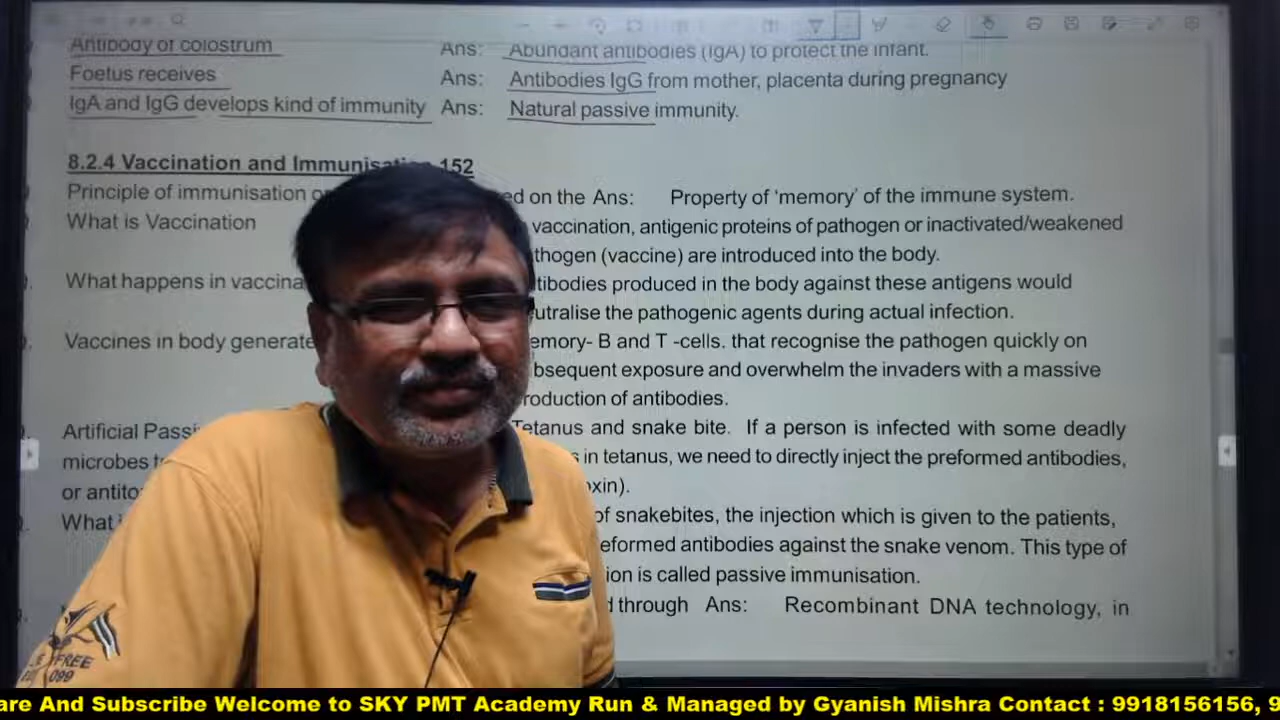 Antibody of colostrum Ans: Abundant antibodies (IgA) to protect the infant.
Foetus receives Ans: Antibodies IgG from mother, placenta during pregnancy
IgA and IgG develops kind of immunity Ans: Natural passive immunity.
8.2.4 Vaccination and Immunisation 152
Principle of immunisation or ed on the Ans: Property of ‘memory’ of the immune system.
What is Vaccination vaccination, antigenic proteins of pathogen or inactivated/weakened
thogen (vaccine) are introduced into the body.
What happens in vaccina tibodies produced in the body against these antigens would
utralise the pathogenic agents during actual infection.
Vaccines in body generate emory- B and T -cells. that recognise the pathogen quickly on
bsequent exposure and overwhelm the invaders with a massive
roduction of antibodies.
Artificial Passi Tetanus and snake bite. If a person is infected with some deadly
microbes to s in tetanus, we need to directly inject the preformed antibodies,
or antito oxin).
What i of snakebites, the injection which is given to the patients,
eformed antibodies against the snake venom. This type of
ion is called passive immunisation.
d through Ans: Recombinant DNA technology, in
FREE
099
are And Subscribe Welcome to SKY PMT Academy Run & Managed by Gyanish Mishra Contact : 9918156156, 9